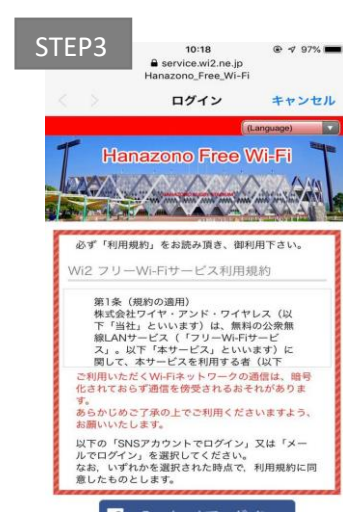 STEP3
10:18
97%
service.wi2.ne.jp
Hanazono_Free_Wi-Fi
ログイン
キャンセル
(Language)
Hanazono Free Wi-Fi
必ず「利用規約」をお読み頂き、御利用下さい。
Wi2 フリーWi-Fiサービス利用規約
第1条（規約の適用）
株式会社ワイヤ・アンド・ワイヤレス（以
下「当社」といいます）は、無料の公衆無
線LANサービス（「フリーWi-Fiサービ
ス」。以下「本サービス」といいます）に
関して、本サービスを利用する者（以下
ご利用いただくWi-Fiネットワークの通信は、暗号
化されておらず通信を傍受されるおそれがありま
す。
あらかじめご了承の上でご利用くださいますよう、
お願いいたします。
以下の「SNSアカウントでログイン」又は「メー
ルでログイン」を選択してください。
なお、いずれかを選択された時点で、利用規約に同
意したものとします。